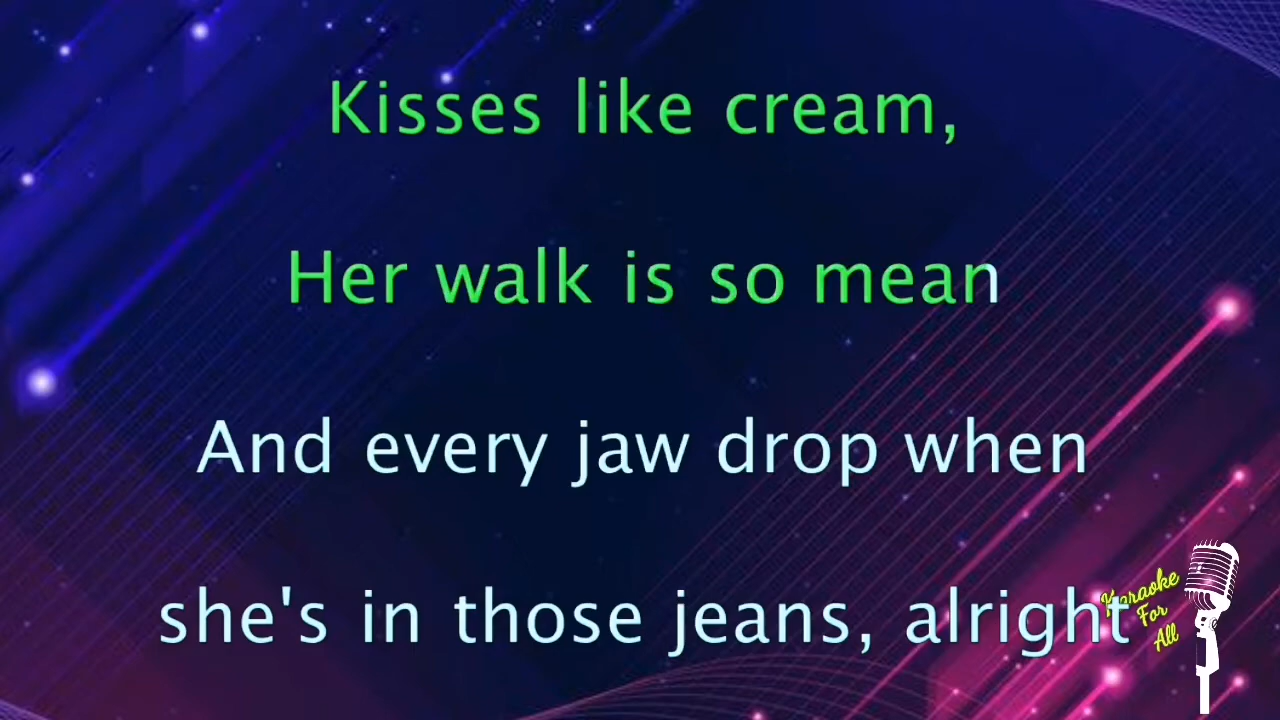 Kisses like cream,
Her walk is so mean
And every jaw drop when
she's in those jeans, alright
Karaoke
For
All